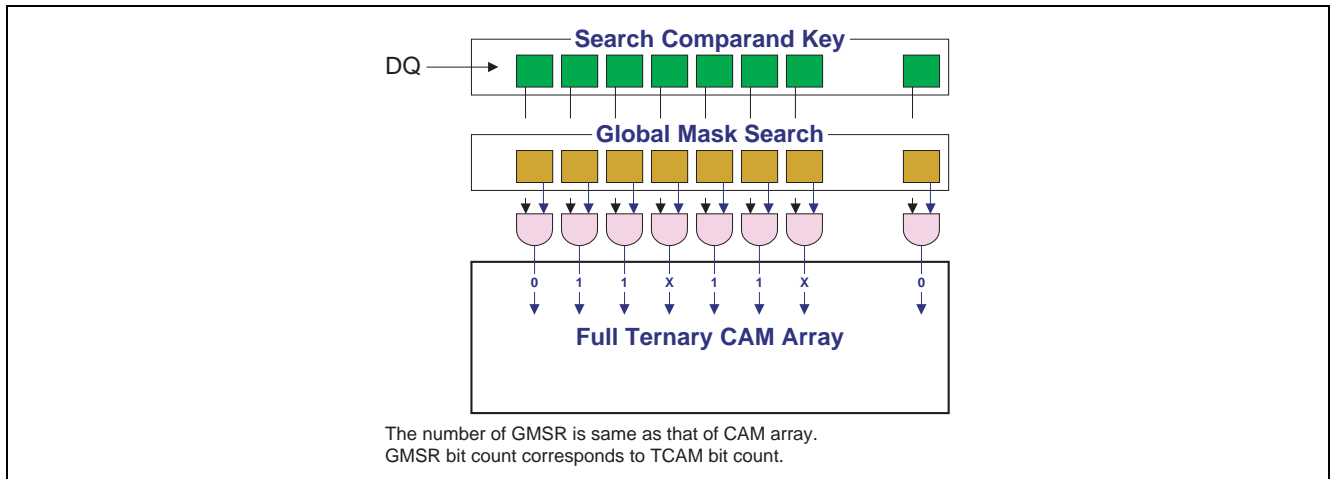 Search Comparand Key
DQ
Global Mask Search
0 1 1 X 1 1 X 0
Full Ternary CAM Array
The number of GMSR is same as that of CAM array.
GMSR bit count corresponds to TCAM bit count.